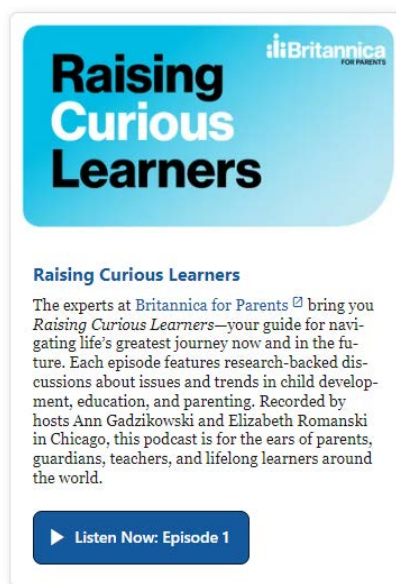 Britannica
FOR PARENTS
Raising
Curious
Learners
Raising Curious Learners
The experts at Britannica for Parents bring you
Raising Curious Learners—your guide for navi-
gating life’s greatest journey now and in the fu-
ture. Each episode features research-backed dis-
cussions about issues and trends in child develop-
ment, education, and parenting. Recorded by
hosts Ann Gadzikowski and Elizabeth Romanski
in Chicago, this podcast is for the ears of parents,
guardians, teachers, and lifelong learners around
the world.
Listen Now: Episode 1